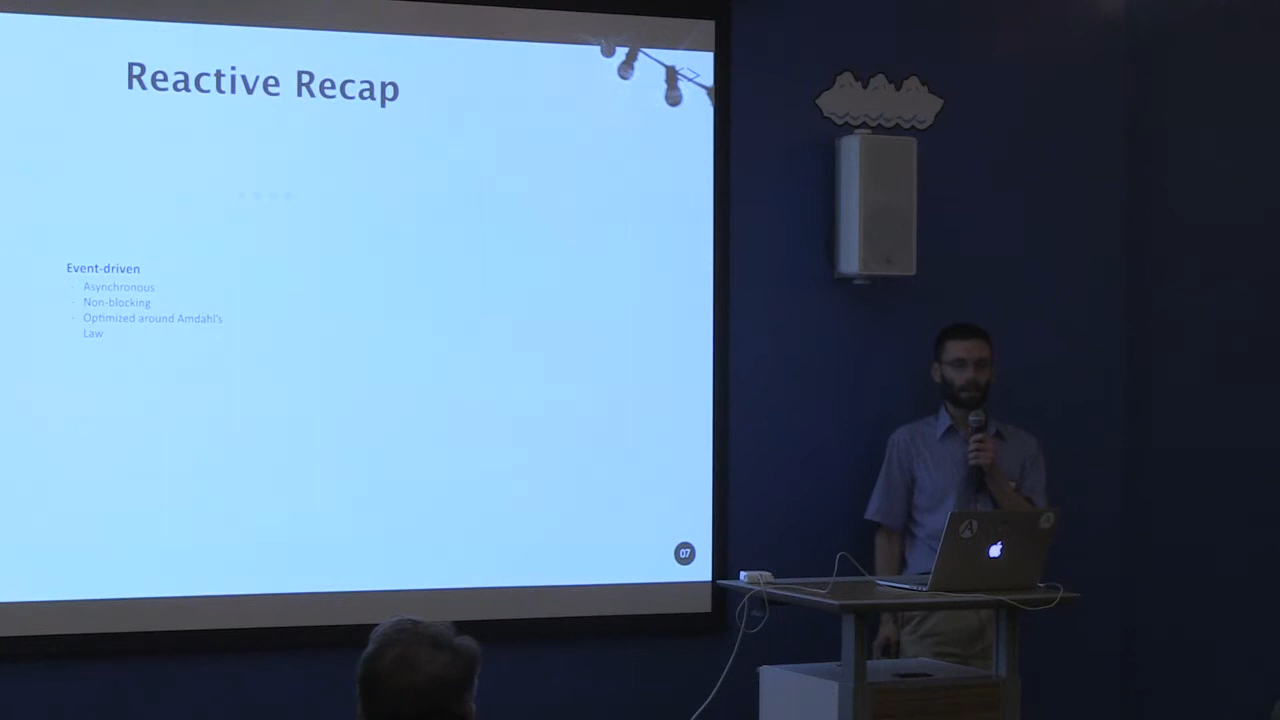 Reactive Recap
Event-driven
- Asynchronous
- Non-blocking
- Optimized around Amdahl's
Law
07